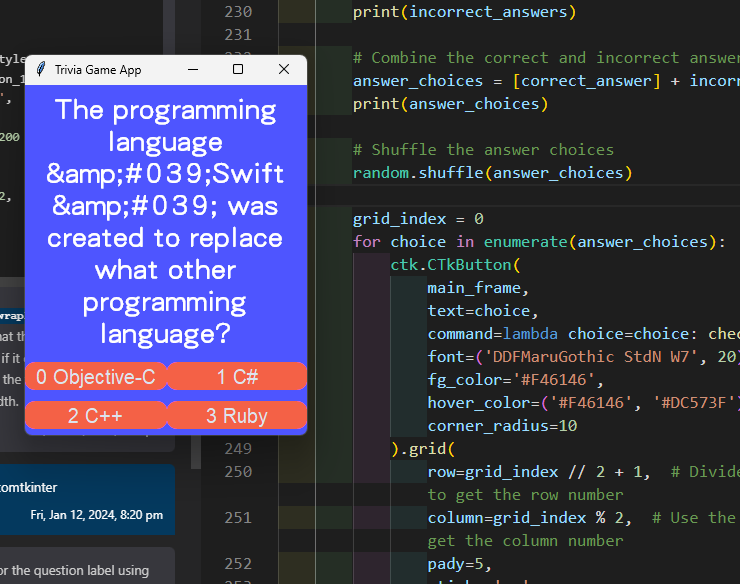 230 print(incorrect_answers)
231
# Combine the correct and incorrect answer
answer_choices = [correct_answer] + incorr
print(answer_choices)
# Shuffle the answer choices
random.shuffle(answer_choices)
grid_index = 0
for choice in enumerate(answer_choices):
ctk.CTkButton(
main_frame,
text=choice,
command=lambda choice=choice: chec
font=('DDFMaruGothic StdN W7', 20)
fg_color='#F46146',
hover_color=('#F46146', '#DC573F')
corner_radius=10
249 ).grid(
250 row=grid_index // 2 + 1,  # Divide
to get the row number
251 column=grid_index % 2,  # Use the
get the column number
252 pady=5,
Trivia Game App
The programming
language
&amp;#039;Swift
&amp;#039; was
created to replace
what other
programming
language?
0 Objective-C
1 C#
2 C++
3 Ruby
tyle
on_1
',
200
2,
wrap
hat th
if it
the
dth.
tomtkinter
Fri, Jan 12, 2024, 8:20 pm
or the question label using